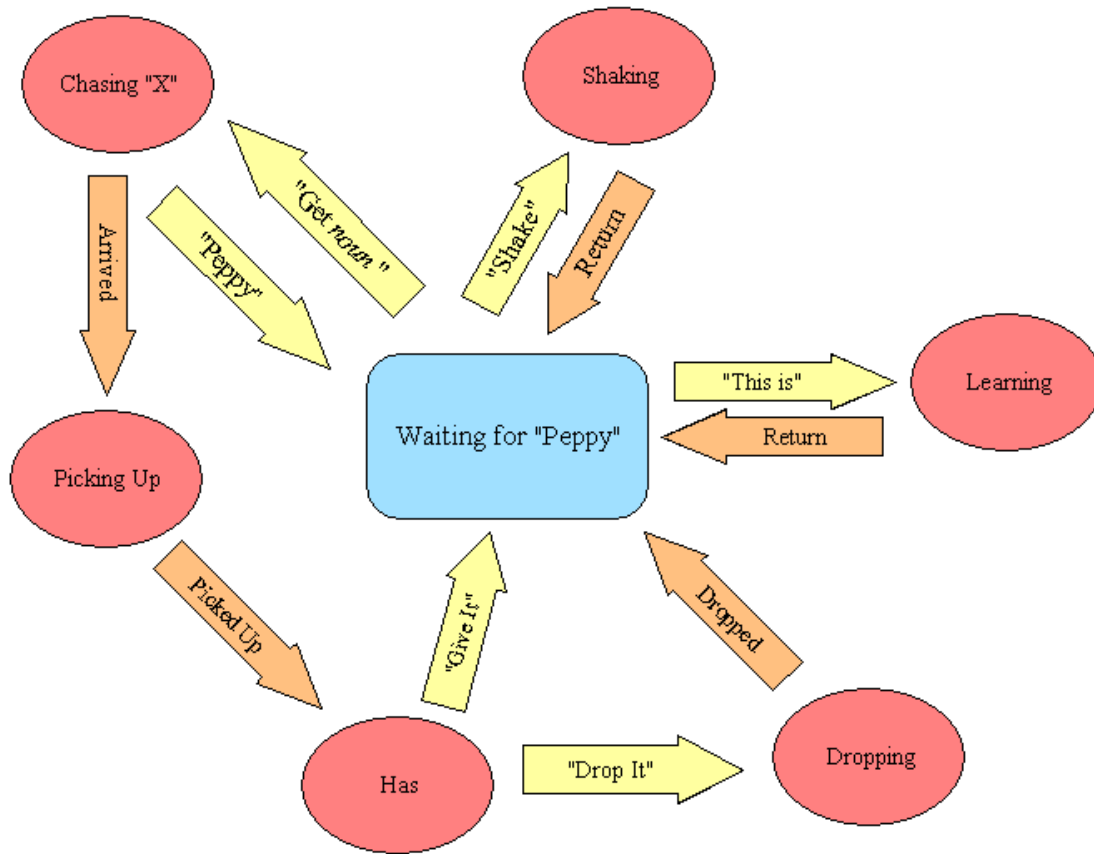 Chasing "X"
Shaking
"Get noun "
"Shake"
Return
"Peppy"
Arrived
"This is"
Learning
Waiting for "Peppy"
Return
Picking Up
Picked Up
"Give It"
Dropped
"Drop It"
Dropping
Has